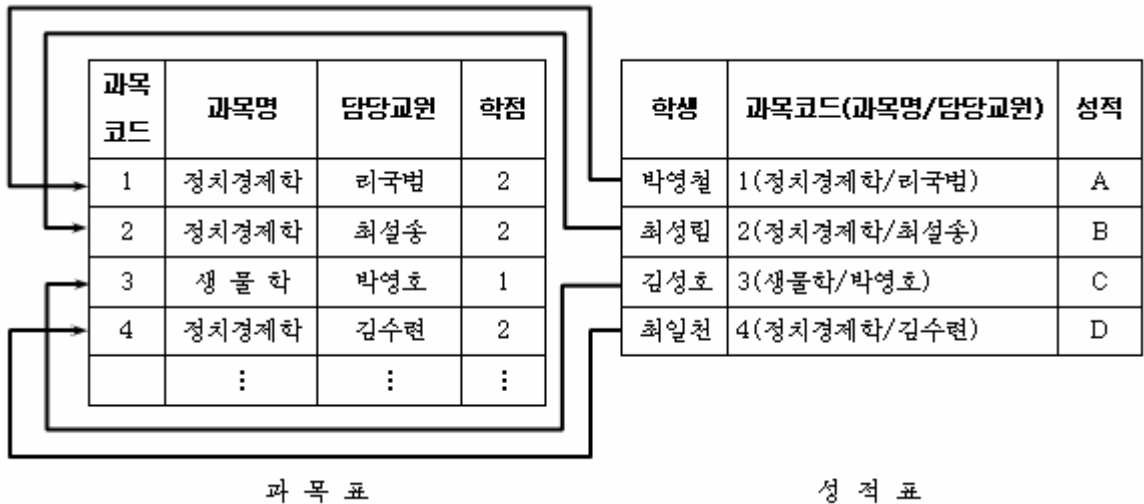 과목 코드 과목명 담당교원 학점
1 정치경제학 리국범 2
2 정치경제학 최설송 2
3 생 물 학 박영호 1
4 정치경제학 김수련 2
⋮ ⋮ ⋮
과 목 표
학생 과목코드(과목명/담당교원) 성적
박영철 1(정치경제학/리국범) A
최성림 2(정치경제학/최설송) B
김성호 3(생물학/박영호) C
최일천 4(정치경제학/김수련) D
성 적 표